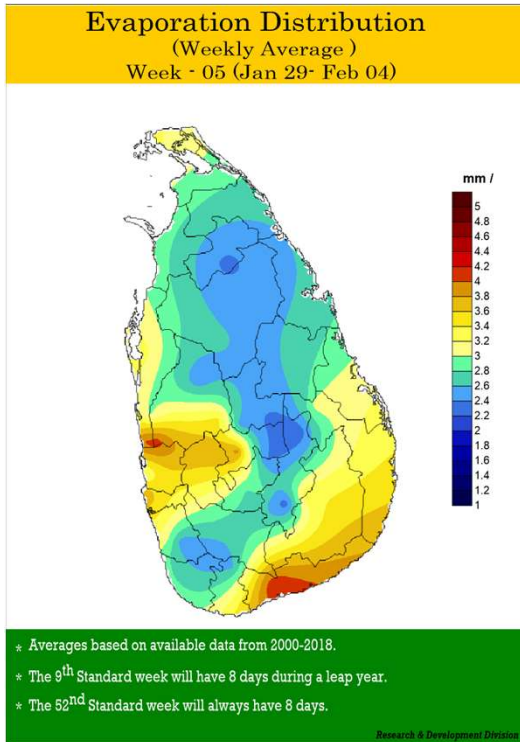 Evaporation Distribution
(Weekly Average )
Week - 05 (Jan 29- Feb 04)
mm /
5
4.8
4.6
4.4
4.2
4
3.8
3.6
3.4
3.2
3
2.8
2.6
2.4
2.2
2
1.8
1.6
1.4
1.2
1
* Averages based on available data from 2000-2018.
* The 9th Standard week will have 8 days during a leap year.
* The 52nd Standard week will always have 8 days.
Research & Development Division